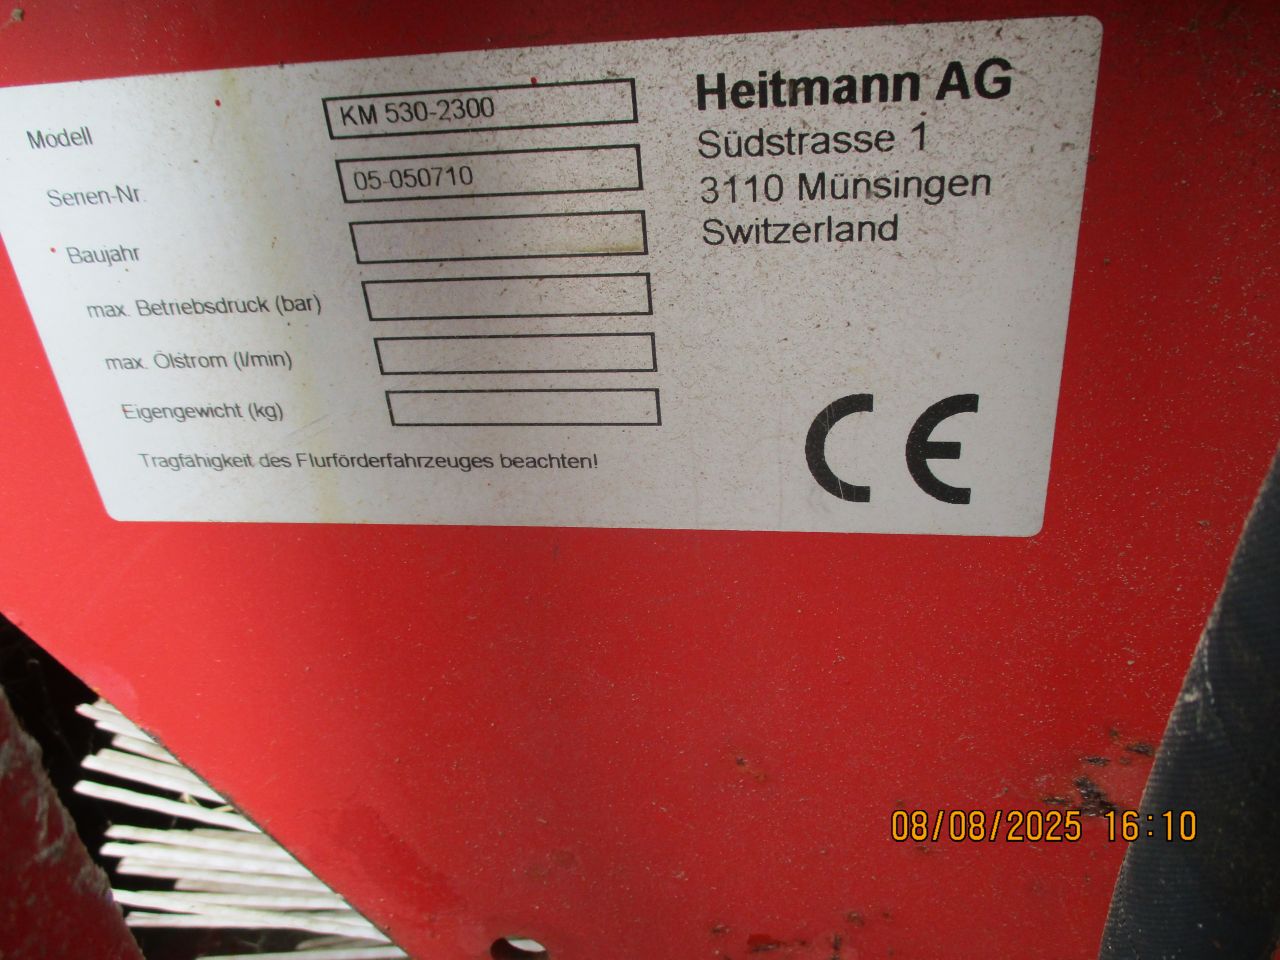 Modell KM 530-2300
Serien-Nr. 05-050710
Baujahr
max. Betriebsdruck (bar)
max. Ölstrom (l/min)
Eigengewicht (kg)
Tragfähigkeit des Flurförderfahrzeuges beachten!
Heitmann AG
Südstrasse 1
3110 Münsingen
Switzerland
CE
08/08/2025 16:10